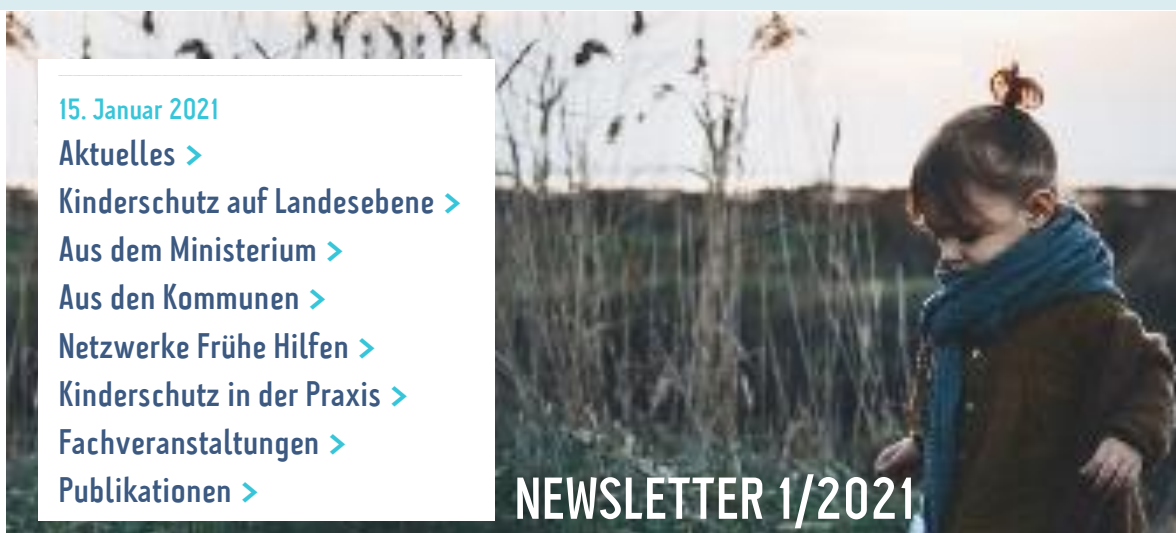 15. Januar 2021
Aktuelles >
Kinderschutz auf Landesebene >
Aus dem Ministerium >
Aus den Kommunen >
Netzwerke Frühe Hilfen >
Kinderschutz in der Praxis >
Fachveranstaltungen >
Publikationen >
NEWSLETTER 1/2021